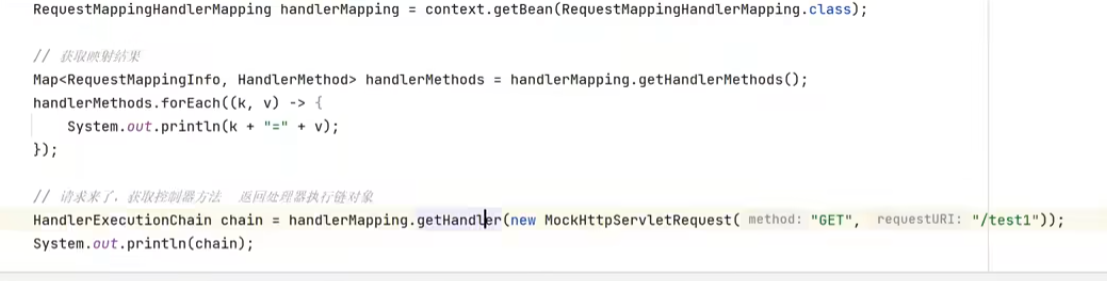 RequestMappingHandlerMapping handlerMapping = context.getBean(RequestMappingHandlerMapping.class);
// 获取映射结果
Map<RequestMappingInfo, HandlerMethod> handlerMethods = handlerMapping.getHandlerMethods();
handlerMethods.forEach((k, v) -> {
System.out.println(k + "=" + v);
});
// 请求来了，获取控制器方法  返回处理器执行链对象
HandlerExecutionChain chain = handlerMapping.getHandler(new MockHttpServletRequest( method: "GET", requestURI: "/test1"));
System.out.println(chain);